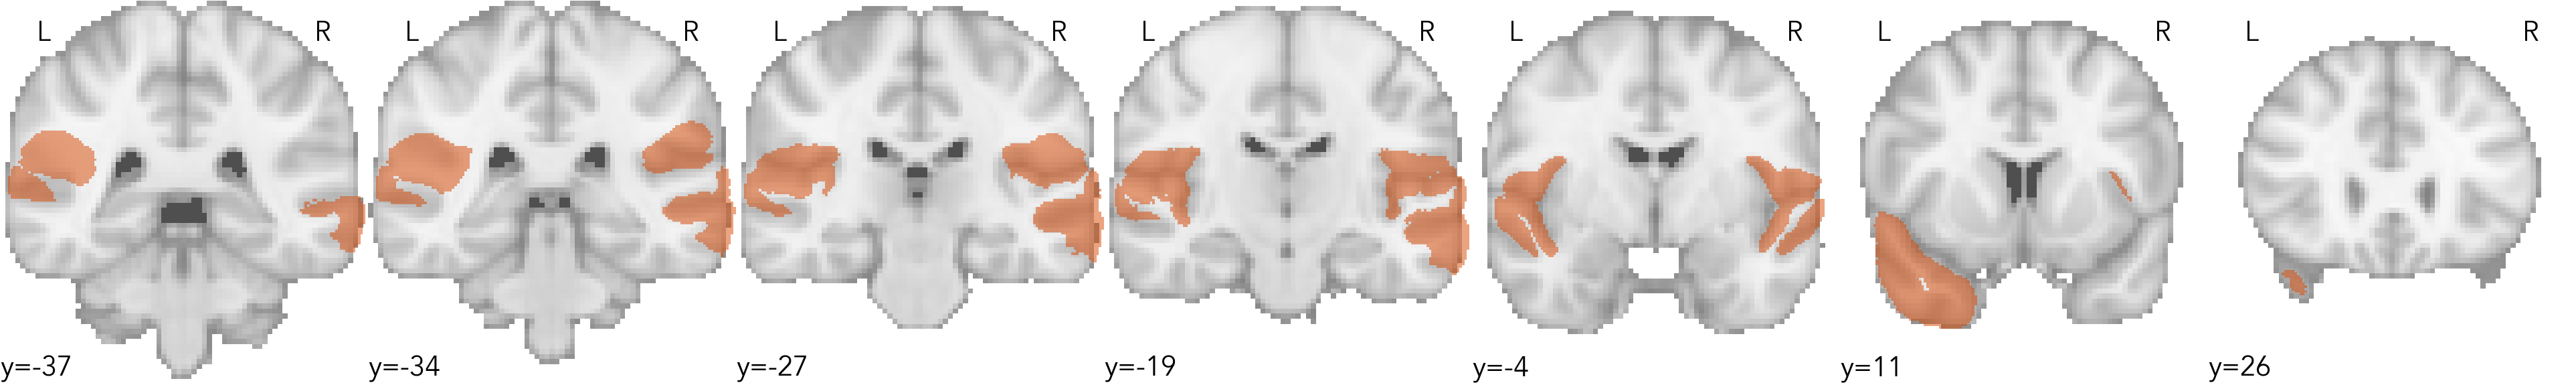 L R L R L R L R L R L R L R
y=-37 y=-34 y=-27 y=-19 y=-4 y=11 y=26